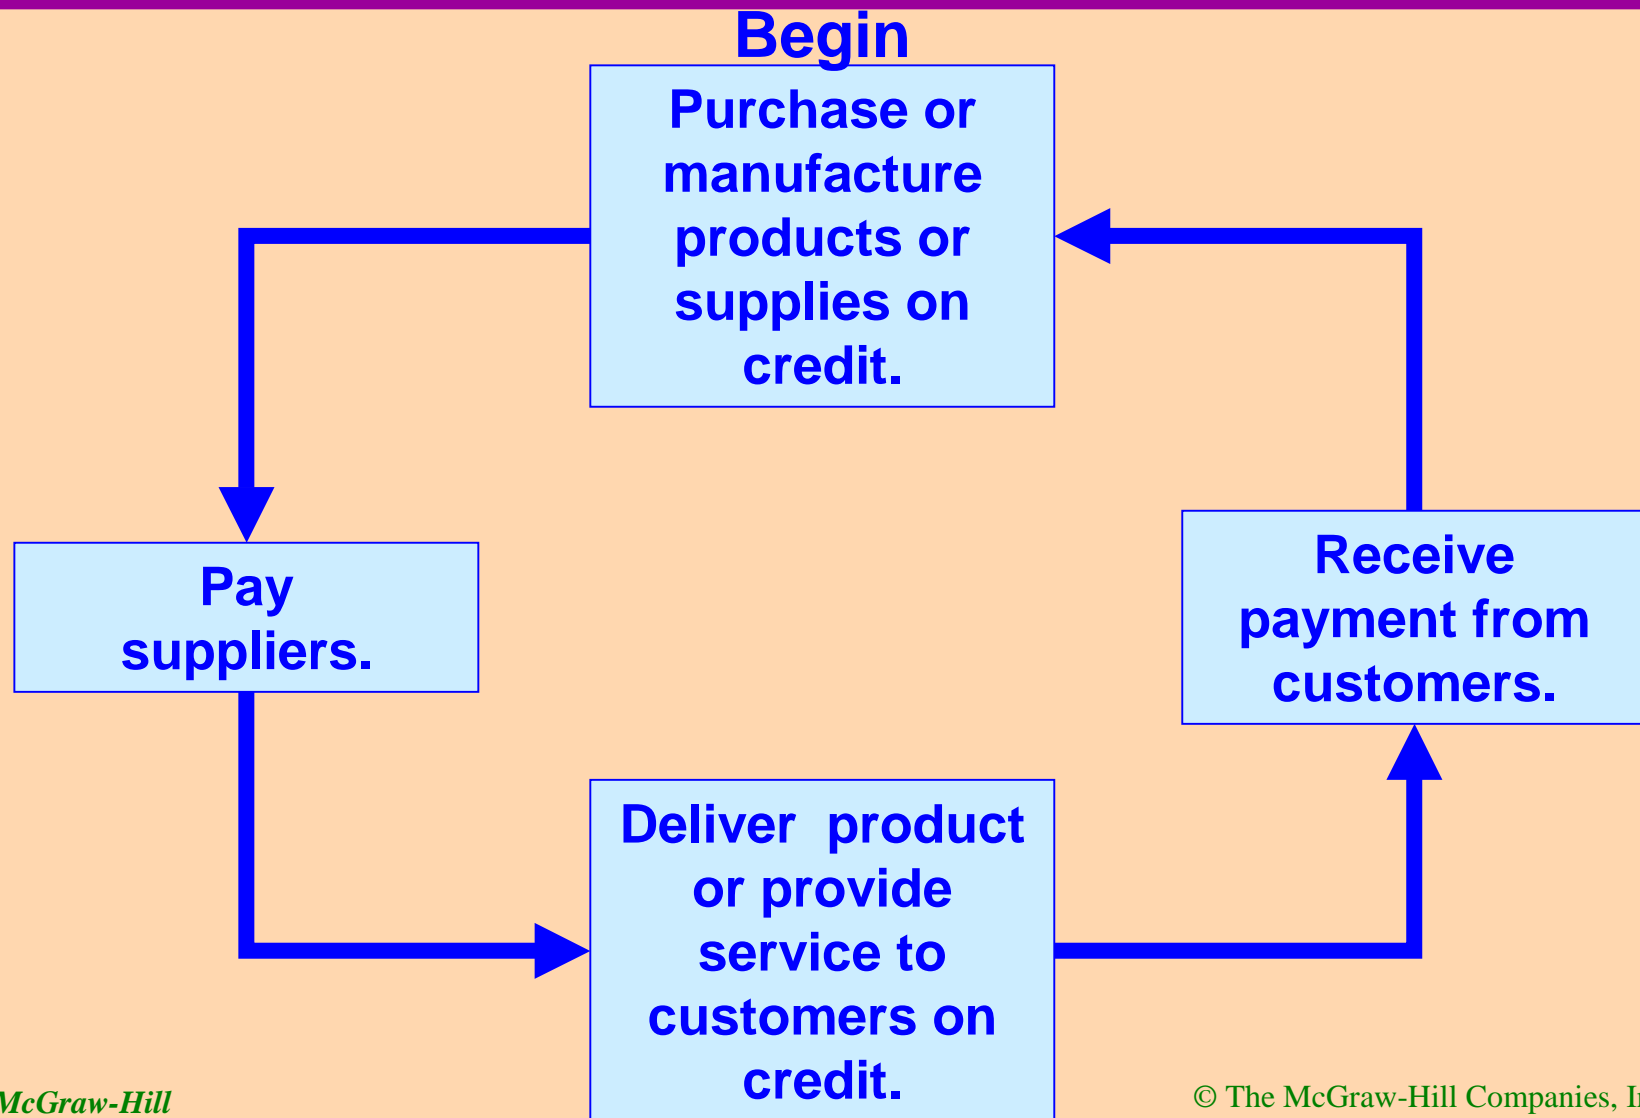 Begin
Purchase or
manufacture
products or
supplies on
credit.
Pay
suppliers.
Receive
payment from
customers.
Deliver product
or provide
service to
customers on
credit.
McGraw-Hill
© The McGraw-Hill Companies,